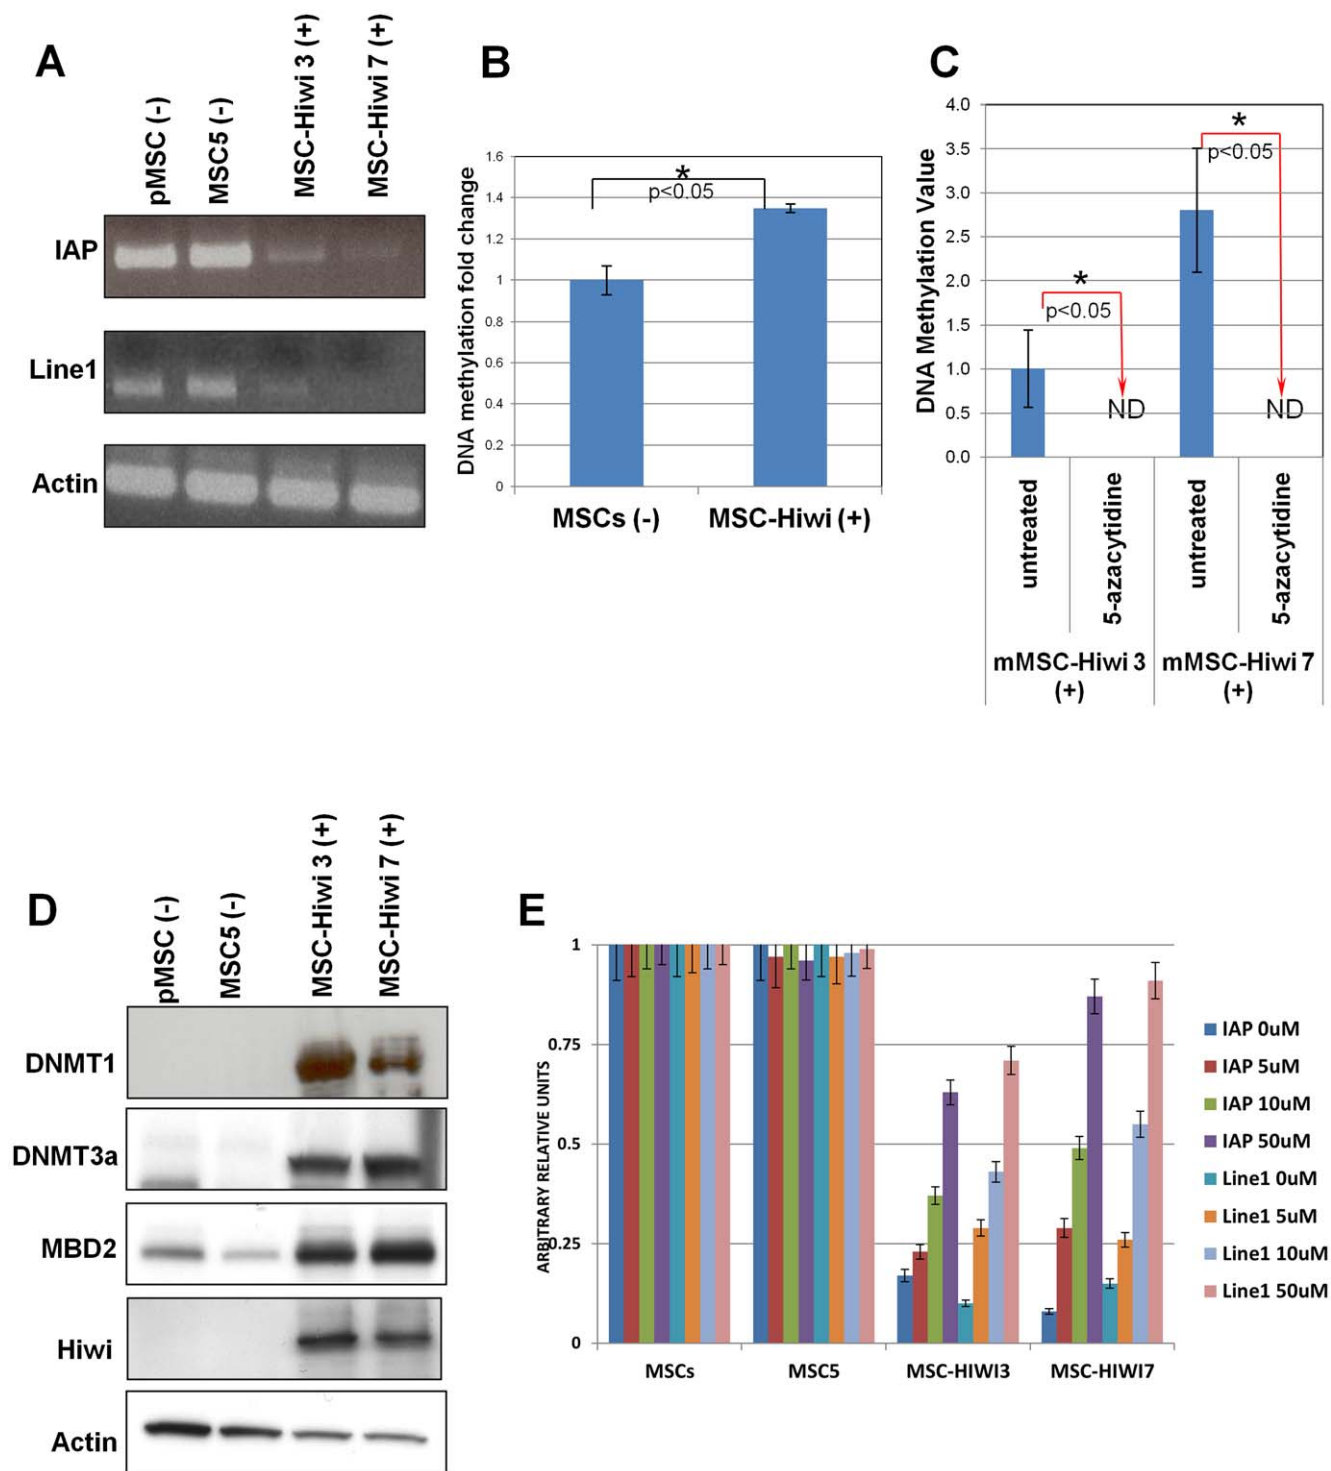 A
pMSC (-)
MSC5 (-)
MSC-Hiwi 3 (+)
MSC-Hiwi 7 (+)
IAP
Line1
Actin
B
DNA methylation fold change
1.6
1.4
1.2
1
0.8
0.6
0.4
0.2
0
*
p<0.05
MSCs (-)
MSC-Hiwi (+)
C
DNA Methylation Value
4.0
3.5
3.0
2.5
2.0
1.5
1.0
0.5
0.0
*
p<0.05
ND
*
p<0.05
ND
untreated
5-azacytidine
untreated
5-azacytidine
mMSC-Hiwi 3
(+)
mMSC-Hiwi 7
(+)
D
pMSC (-)
MSC5 (-)
MSC-Hiwi 3 (+)
MSC-Hiwi 7 (+)
DNMT1
DNMT3a
MBD2
Hiwi
Actin
E
ARBITRARY RELATIVE UNITS
1
0.75
0.5
0.25
0
MSCs
MSC5
MSC-HIWI3
MSC-HIWI7
IAP 0uM
IAP 5uM
IAP 10uM
IAP 50uM
Line1 0uM
Line1 5uM
Line1 10uM
Line1 50uM